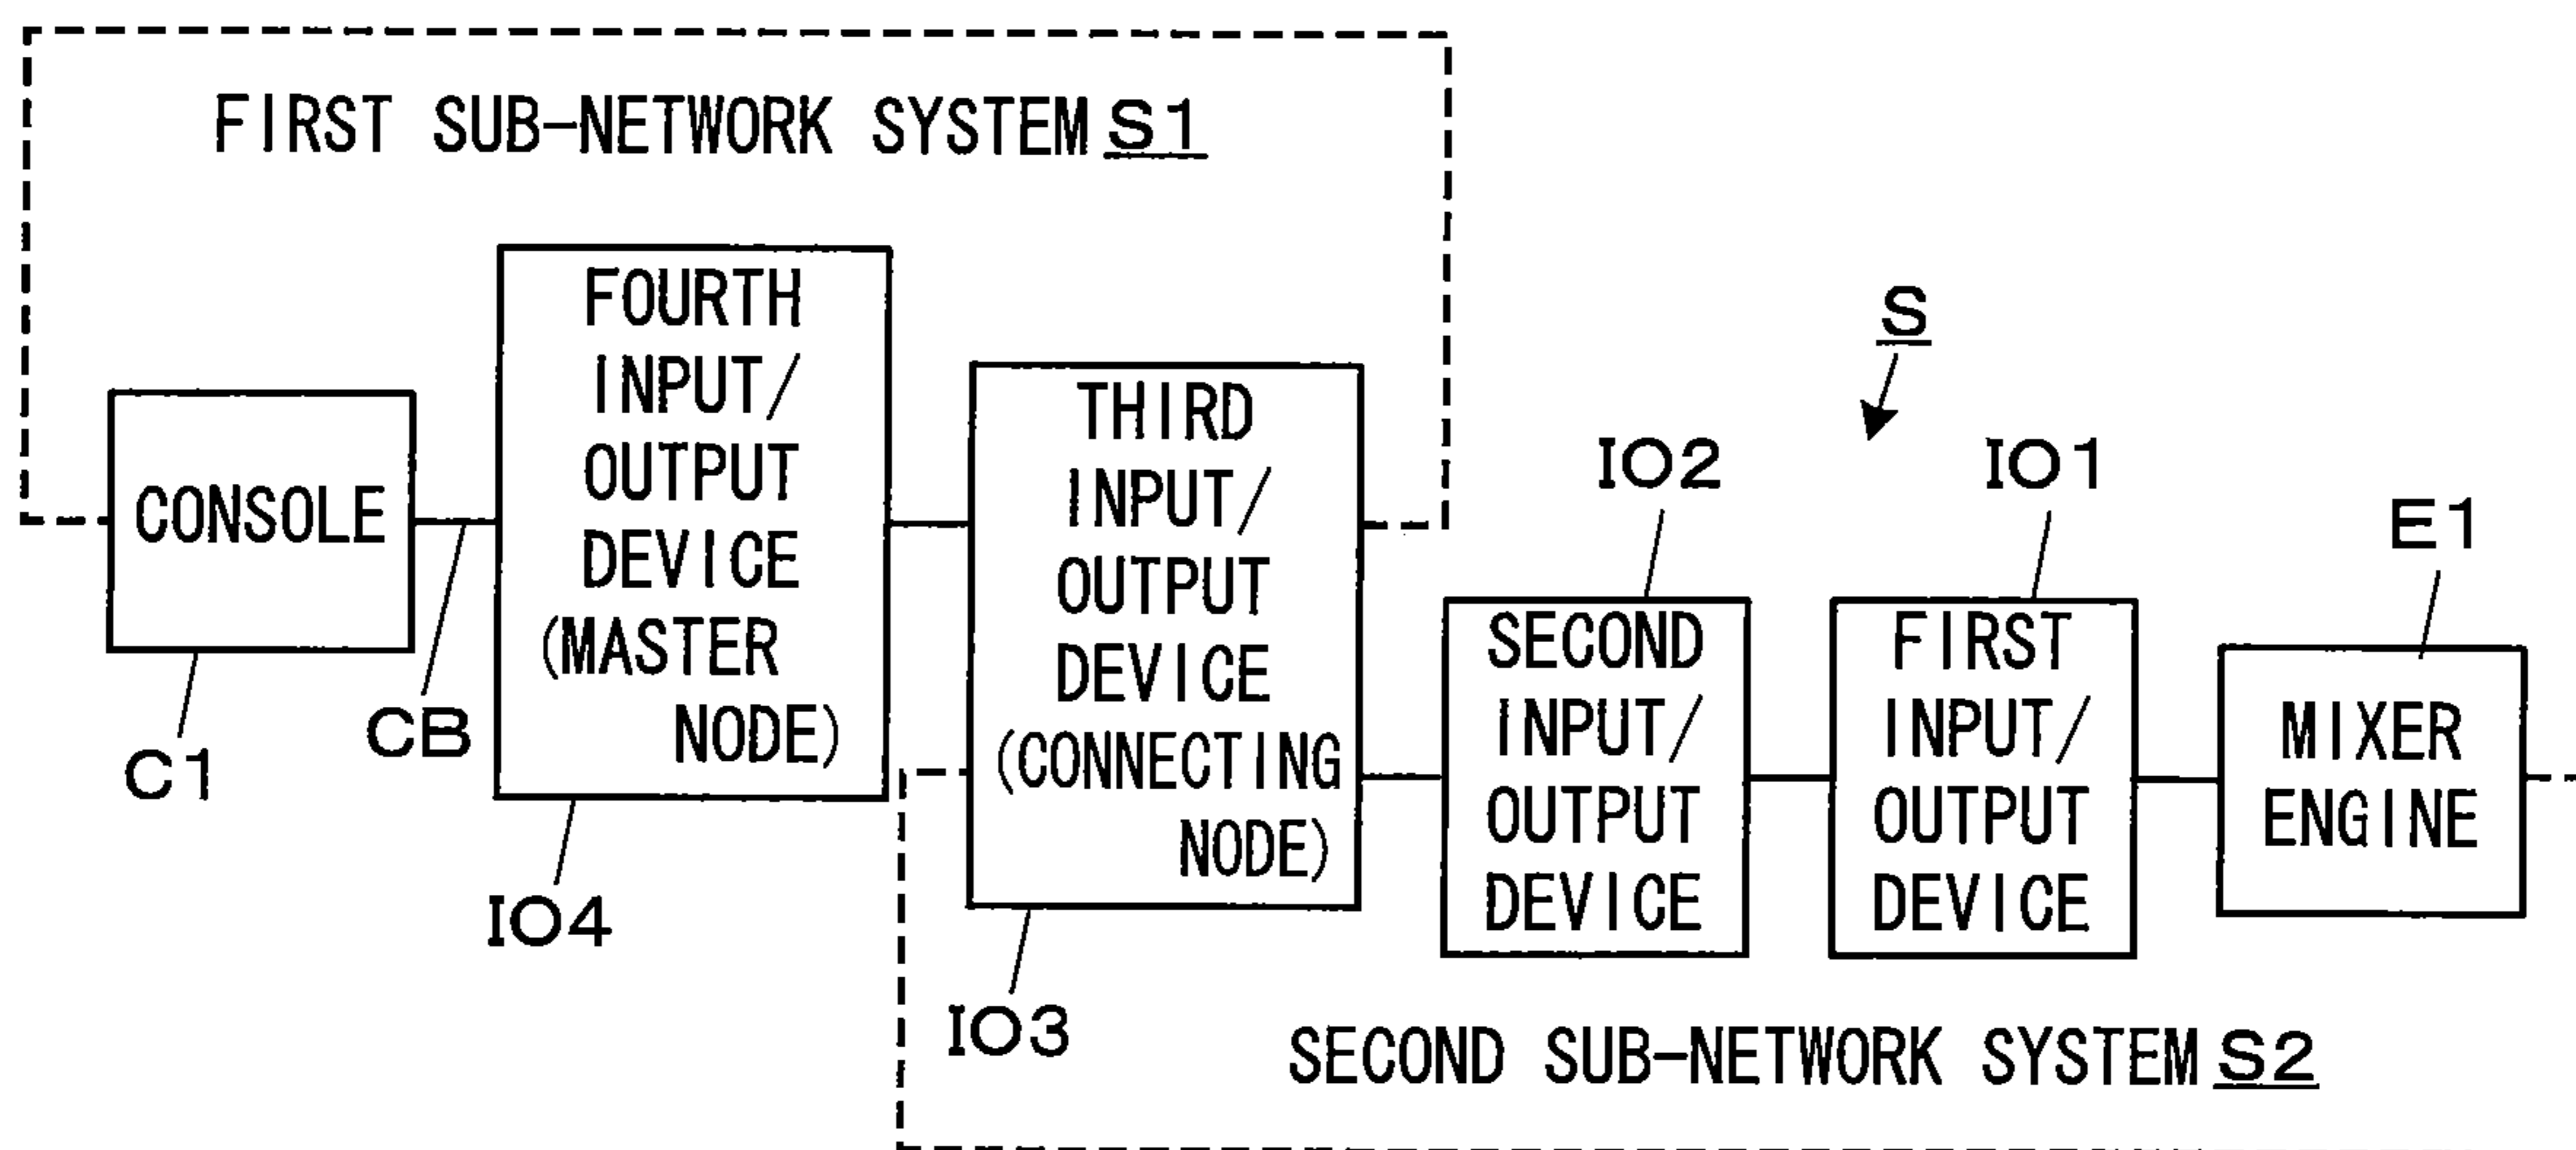 FIRST SUB-NETWORK SYSTEM S1
CONSOLE
C1
CB
FOURTH
INPUT/
OUTPUT
DEVICE
(MASTER
NODE)
IO4
THIRD
INPUT/
OUTPUT
DEVICE
(CONNECTING
NODE)
IO3
S
IO2
SECOND
INPUT/
OUTPUT
DEVICE
IO1
FIRST
INPUT/
OUTPUT
DEVICE
E1
MIXER
ENGINE
SECOND SUB-NETWORK SYSTEM S2